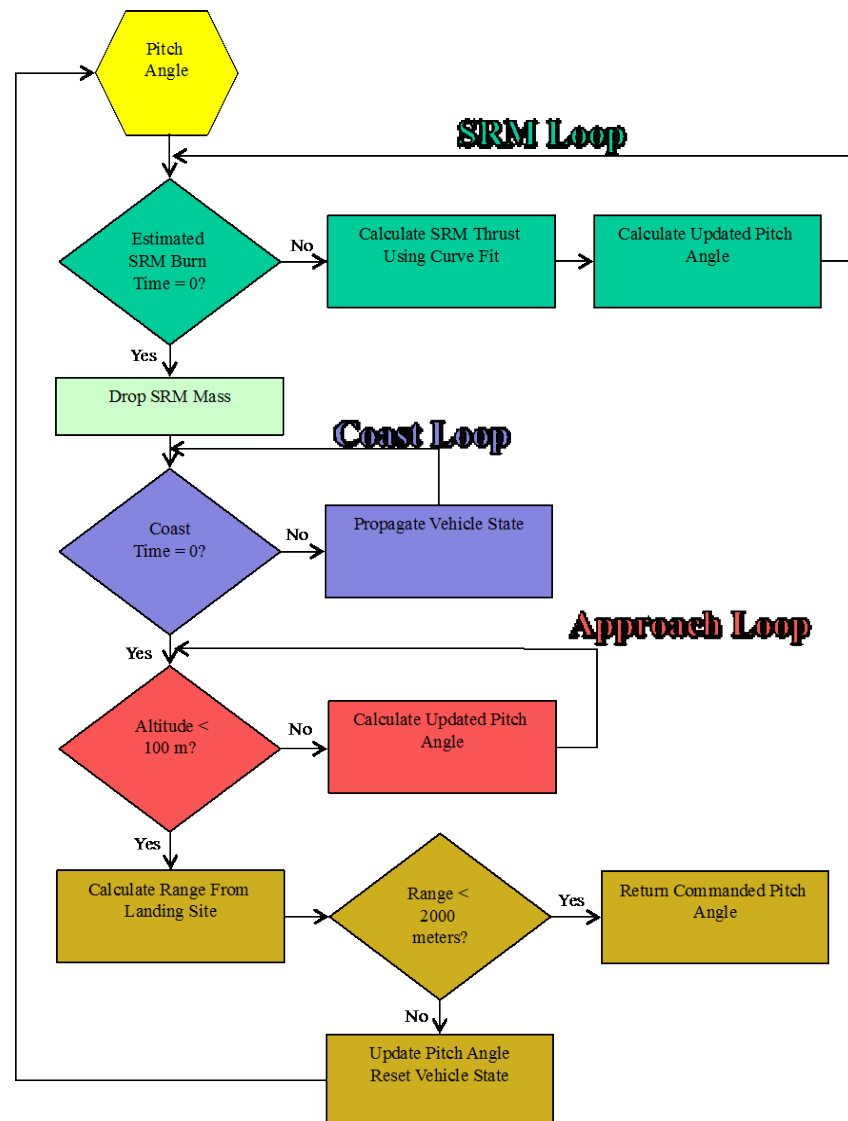 Pitch
Angle
SRM Loop
Estimated
SRM Burn
Time = 0?
No
Calculate SRM Thrust
Using Curve Fit
Calculate Updated Pitch
Angle
Yes
Drop SRM Mass
Coast Loop
Coast
Time = 0?
No
Propagate Vehicle State
Approach Loop
Yes
Altitude <
100 m?
No
Calculate Updated Pitch
Angle
Yes
Calculate Range From
Landing Site
Range <
2000
meters?
Yes
Return Commanded Pitch
Angle
No
Update Pitch Angle
Reset Vehicle State